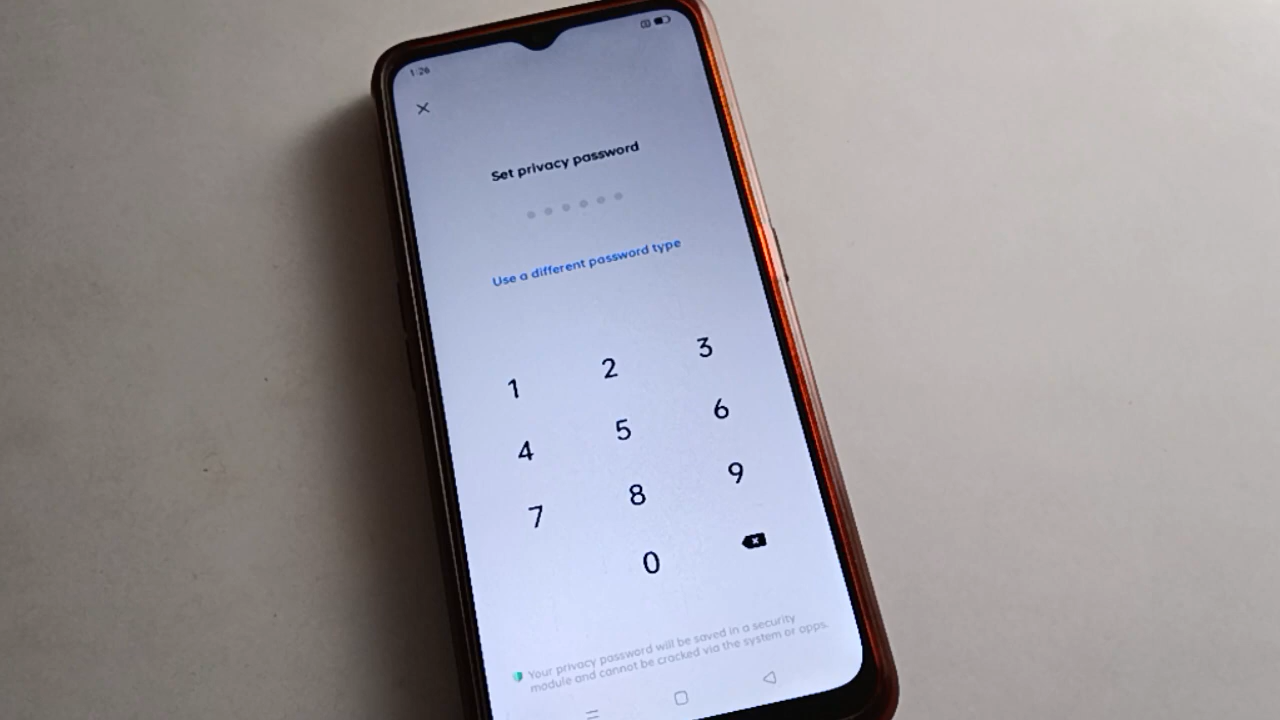 1:26
Set privacy password
Use a different password type
1 2 3
4 5 6
7 8 9
0
Your privacy password will be saved in a security
module and cannot be cracked via the system or apps.